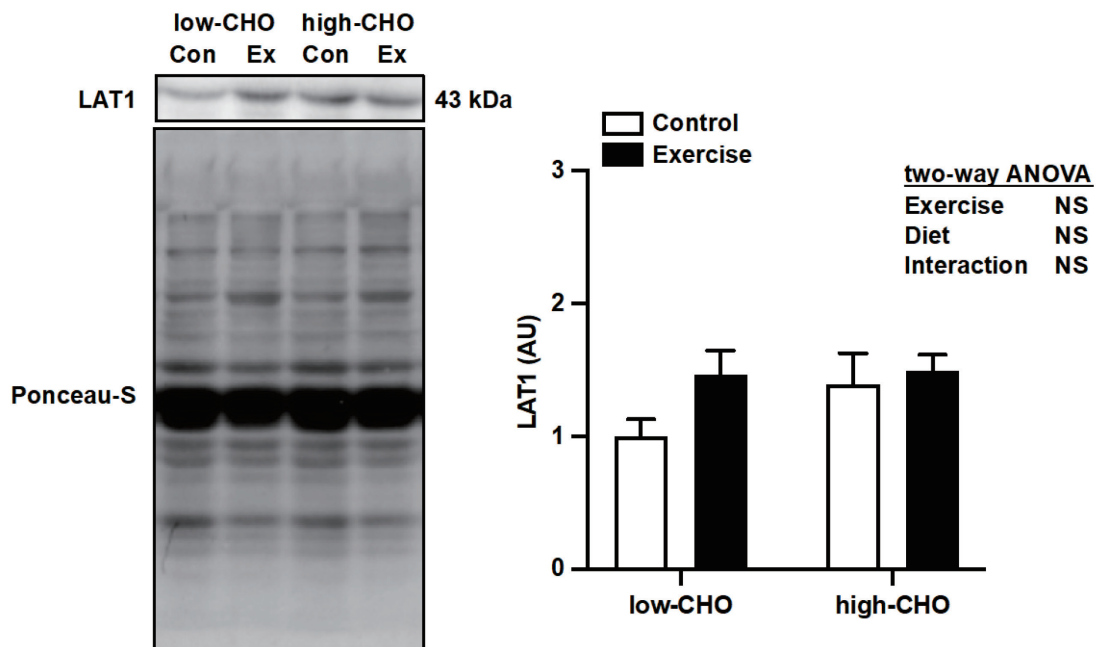 low-CHO high-CHO
Con Ex Con Ex
LAT1 43 kDa
Ponceau-S
Control
Exercise
two-way ANOVA
Exercise NS
Diet NS
Interaction NS
LAT1 (AU)
3
2
1
0
low-CHO high-CHO